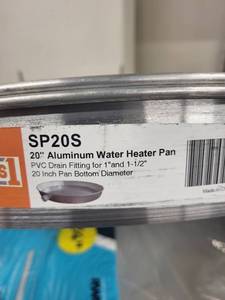 SP20S
20" Aluminum Water Heater Pan
PVC Drain Fitting for 1"and 1-1/2"
20 Inch Pan Bottom Diameter
S
Made